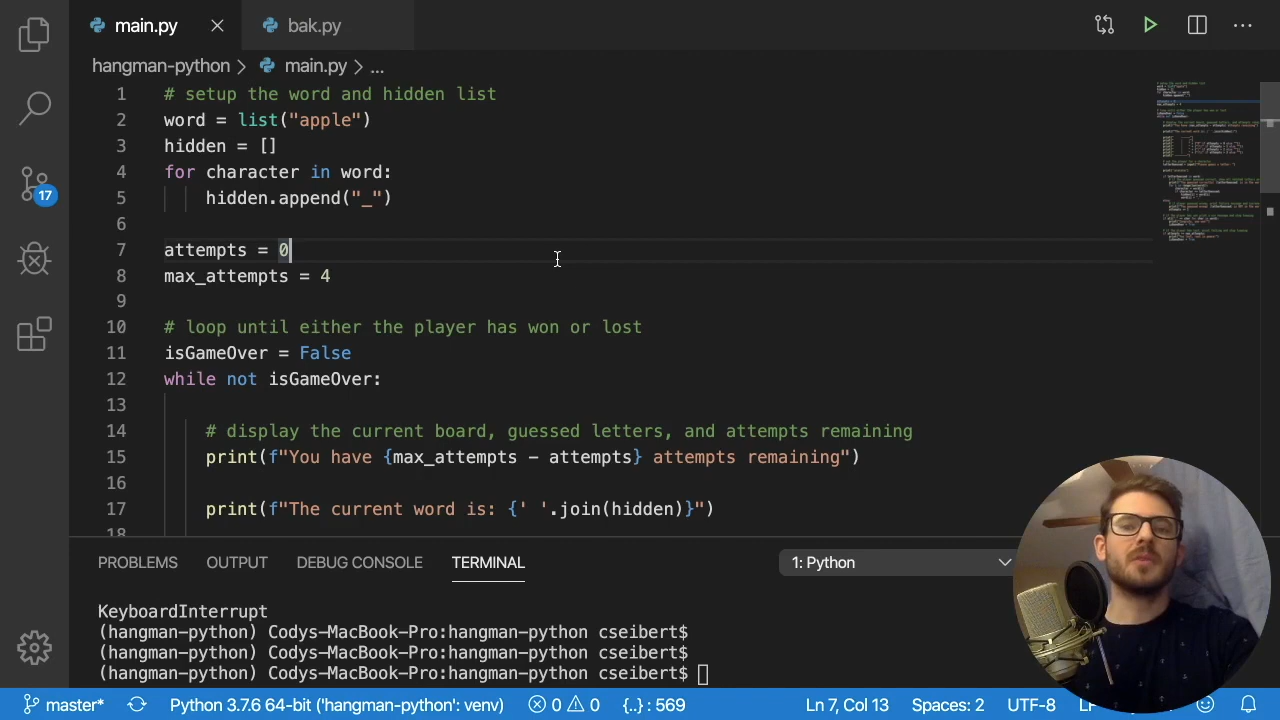 main.py
bak.py
hangman-python > main.py > ...
1 # setup the word and hidden list
2 word = list("apple")
3 hidden = []
4 for character in word:
5 hidden.append("_")
6
7 attempts = 0
8 max_attempts = 4
9
10 # loop until either the player has won or lost
11 isGameOver = False
12 while not isGameOver:
13
14 # display the current board, guessed letters, and attempts remaining
15 print(f"You have {max_attempts - attempts} attempts remaining")
16
17 print(f"The current word is: {' '.join(hidden)}")
18
17
PROBLEMS OUTPUT DEBUG CONSOLE TERMINAL 1: Python
KeyboardInterrupt
(hangman-python) Codys-MacBook-Pro:hangman-python cseibert$
(hangman-python) Codys-MacBook-Pro:hangman-python cseibert$
(hangman-python) Codys-MacBook-Pro:hangman-python cseibert$
master* Python 3.7.6 64-bit ('hangman-python': venv) 0 0 {..} : 569 Ln 7, Col 13 Spaces: 2 UTF-8